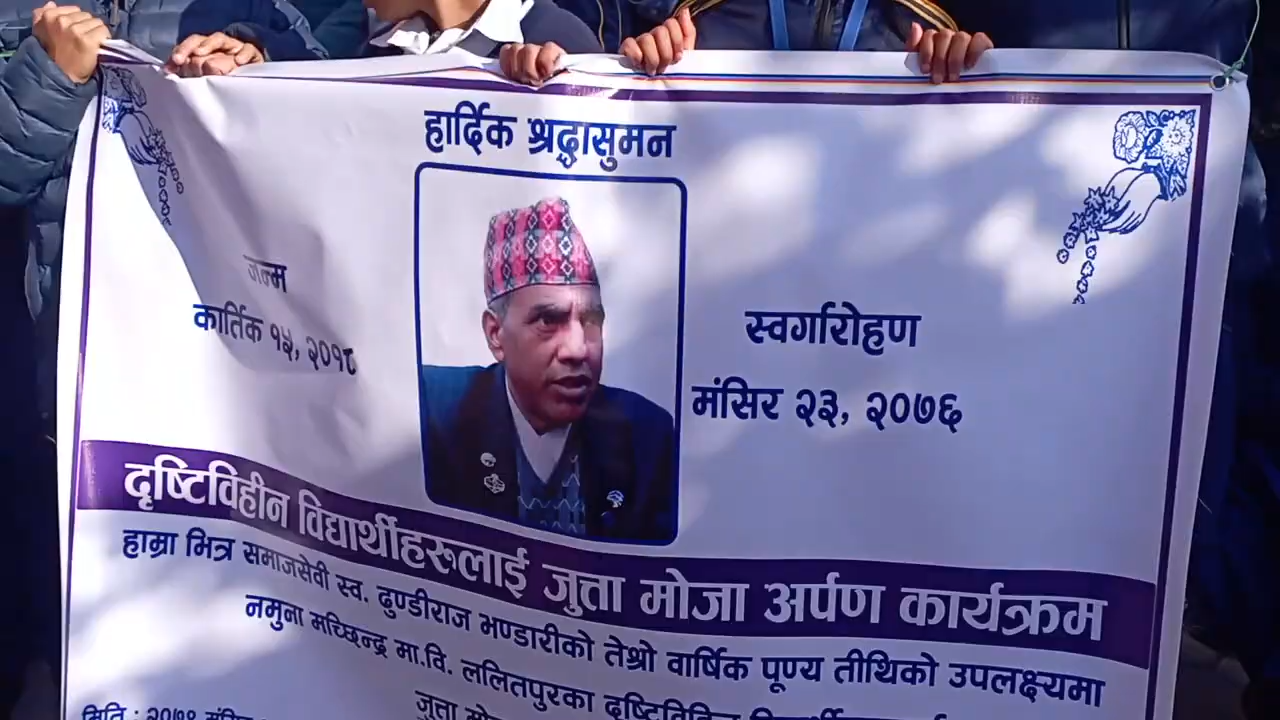 हार्दिक श्रद्धासुमन
जन्म
कार्तिक १५, २०१८
स्वर्गारोहण
मंसिर २३, २०७६
दृष्टिविहीन विद्यार्थीहरुलाई जुत्ता मोजा अर्पण कार्यक्रम
हाम्रा भित्र समाजसेवी स्व. ढुण्डीराज भण्डारीको तेश्रो वार्षिक पूण्य तीथिको उपलक्ष्यमा
नमुना मच्छिन्द्र मा.वि. ललितपुरका
जुत्ता
मिति :